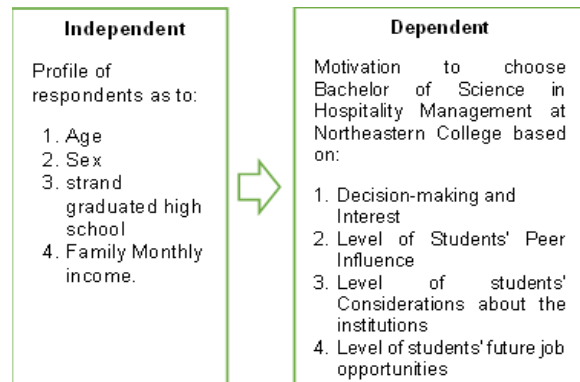 Independent
Profile of
respondents as to:
1. Age
2. Sex
3. strand
graduated high
school
4. Family Monthly
income.
Dependent
Motivation to choose
Bachelor of Science in
Hospitality Management at
Northeastern College based
on:
1. Decision-making and
Interest
2. Level of Students' Peer
Influence
3. Level of students'
Considerations about the
institutions
4. Level of students' future job
opportunities